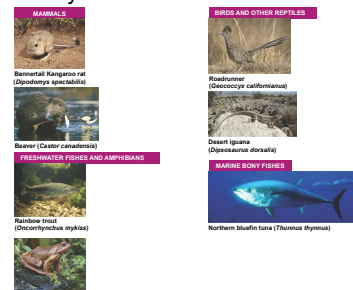 MAMMALS
Bannertail Kangaroo rat
(Dipodomys spectabilis)
Beaver (Castor canadensis)
FRESHWATER FISHES AND AMPHIBIANS
Rainbow trout
(Oncorrhynchus mykiss)
BIRDS AND OTHER REPTILES
Roadrunner
(Geococcyx californianus)
Desert iguana
(Dipsosaurus dorsalis)
MARINE BONY FISHES
Northern bluefin tuna (Thunnus thynnus)